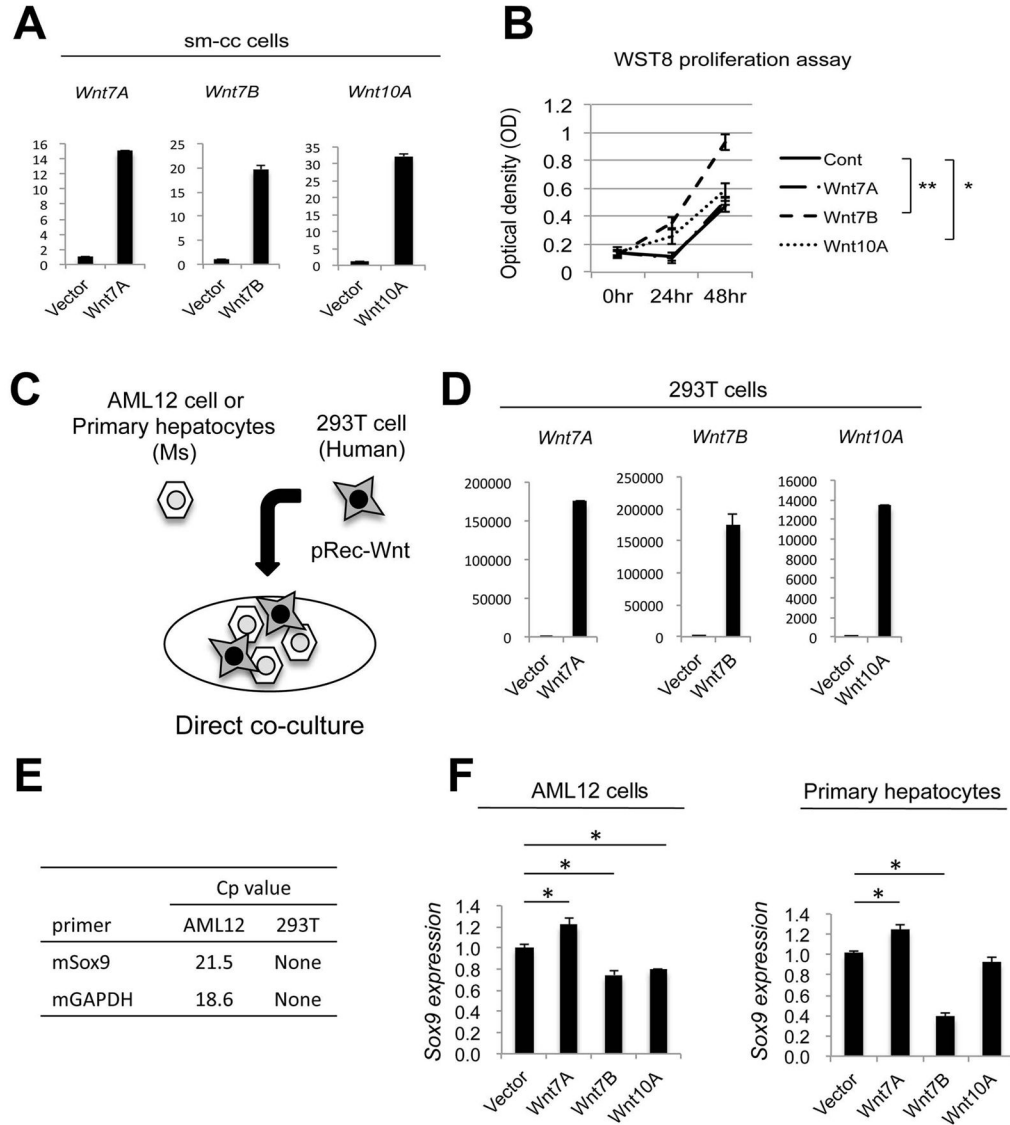 A
sm-cc cells
Wnt7A
Wnt7B
Wnt10A
16
14
12
10
8
6
4
2
0
Vector
Wnt7A
25
20
15
10
5
0
Vector
Wnt7B
35
30
25
20
15
10
5
0
Vector
Wnt10A
B
WST8 proliferation assay
Optical density (OD)
1.2
1
0.8
0.6
0.4
0.2
0
0hr 24hr 48hr
Cont
Wnt7A
Wnt7B
Wnt10A
**
*
C
AML12 cell or
Primary hepatocytes
(Ms)
293T cell
(Human)
pRec-Wnt
Direct co-culture
D
293T cells
Wnt7A
Wnt7B
Wnt10A
200000
150000
100000
50000
0
Vector
Wnt7A
250000
200000
150000
100000
50000
0
Vector
Wnt7B
16000
14000
12000
10000
8000
6000
4000
2000
0
Vector
Wnt10A
E
Cp value
primer AML12 293T
mSox9 21.5 None
mGAPDH 18.6 None
F
AML12 cells
*
*
*
Sox9 expression
1.4
1.2
1.0
0.8
0.6
0.4
0.2
0.0
Vector
Wnt7A
Wnt7B
Wnt10A
Primary hepatocytes
*
*
Sox9 expression
1.4
1.2
1.0
0.8
0.6
0.4
0.2
0.0
Vector
Wnt7A
Wnt7B
Wnt10A